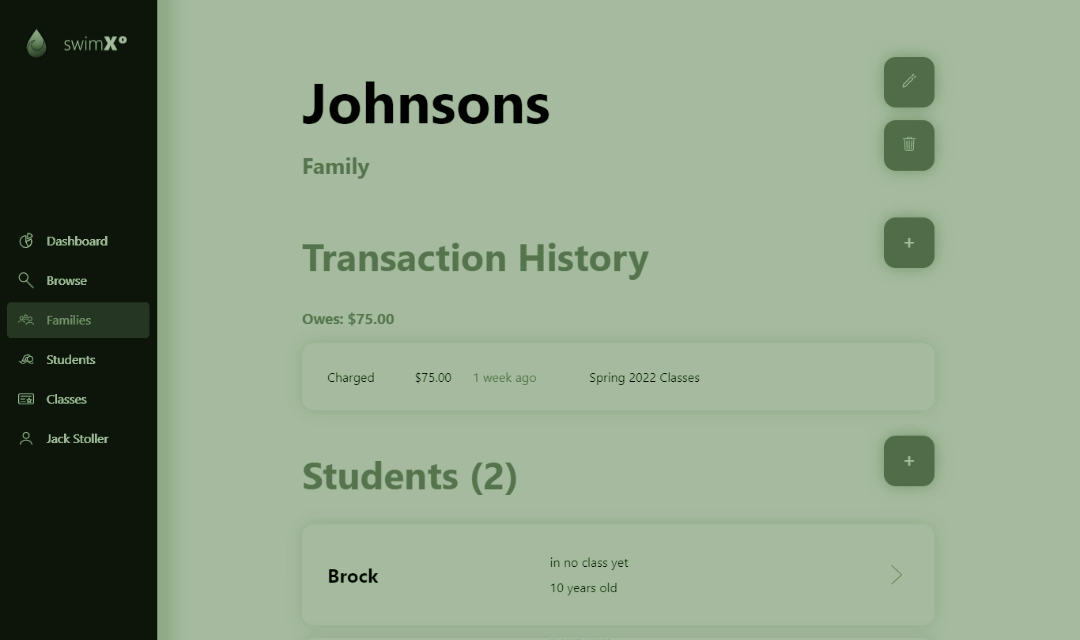 swimX
Dashboard
Browse
Families
Students
Classes
Jack Stoller
Johnsons
Family
Transaction History
+
Owes: $75.00
Charged $75.00 1 week ago Spring 2022 Classes
Students (2)
+
Brock
in no class yet
10 years old